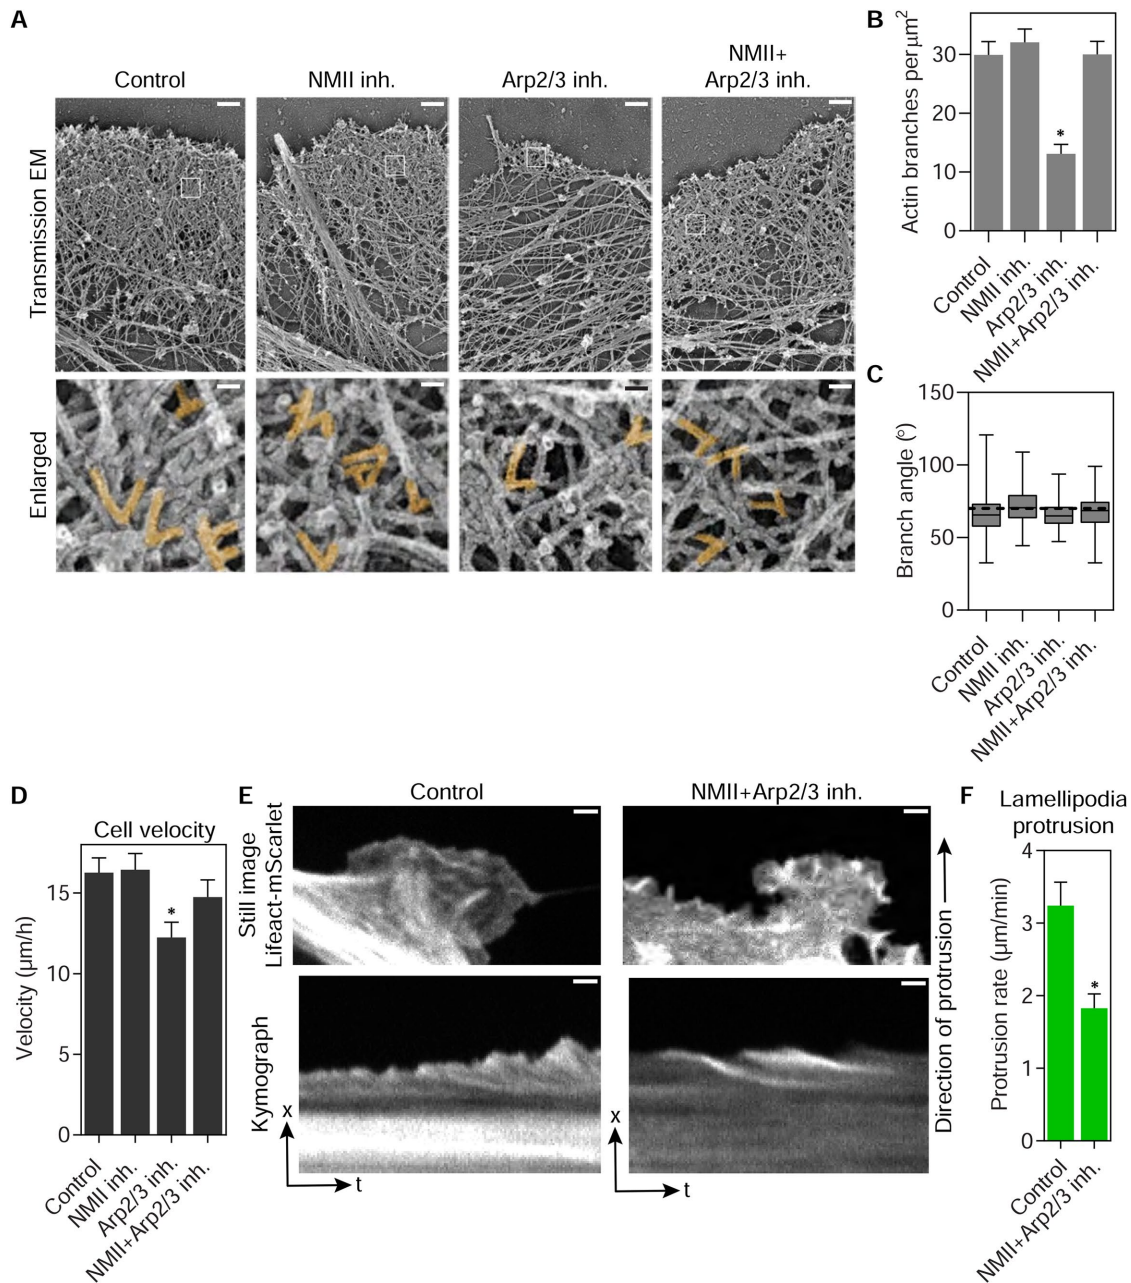 A
Control
NMII inh.
Arp2/3 inh.
NMII+
Arp2/3 inh.
Transmission EM
Enlarged
B
Actin branches per µm2
30
20
10
0
*
Control
NMII inh.
Arp2/3 inh.
NMII+Arp2/3 inh.
C
Branch angle (°)
150
100
50
0
Control
NMII inh.
Arp2/3 inh.
NMII+Arp2/3 inh.
D
Cell velocity
Velocity (µm/h)
15
10
5
0
*
Control
NMII inh.
Arp2/3 inh.
NMII+Arp2/3 inh.
E
Control
NMII+Arp2/3 inh.
Still image
Lifeact-mScarlet
Kymograph
x
t
x
t
Direction of protrusion
F
Lamellipodia
protrusion
Protrusion rate (µm/min)
4
3
2
1
0
*
Control
NMII+Arp2/3 inh.